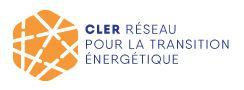 CLER RÉSEAU
POUR LA TRANSITION
ÉNERGÉTIQUE